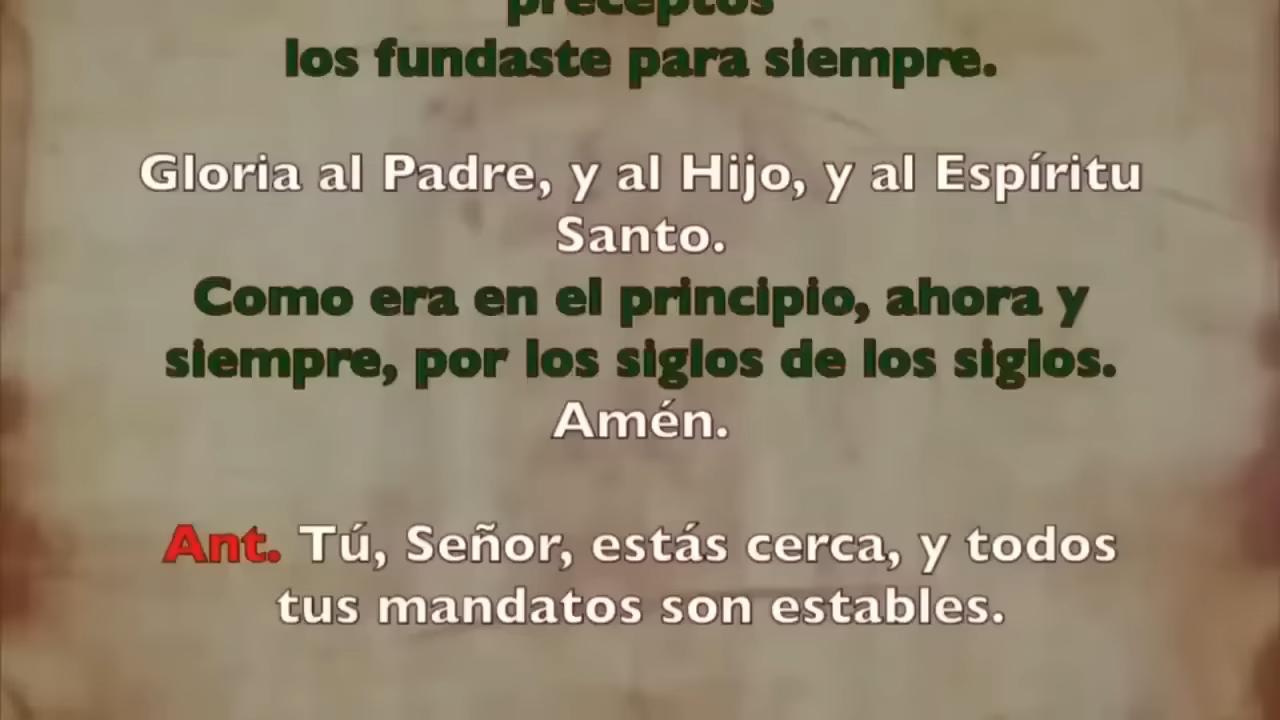 preceptos
los fundaste para siempre.
Gloria al Padre, y al Hijo, y al Espíritu
Santo.
Como era en el principio, ahora y
siempre, por los siglos de los siglos.
Amén.
Ant. Tú, Señor, estás cerca, y todos
tus mandatos son estables.